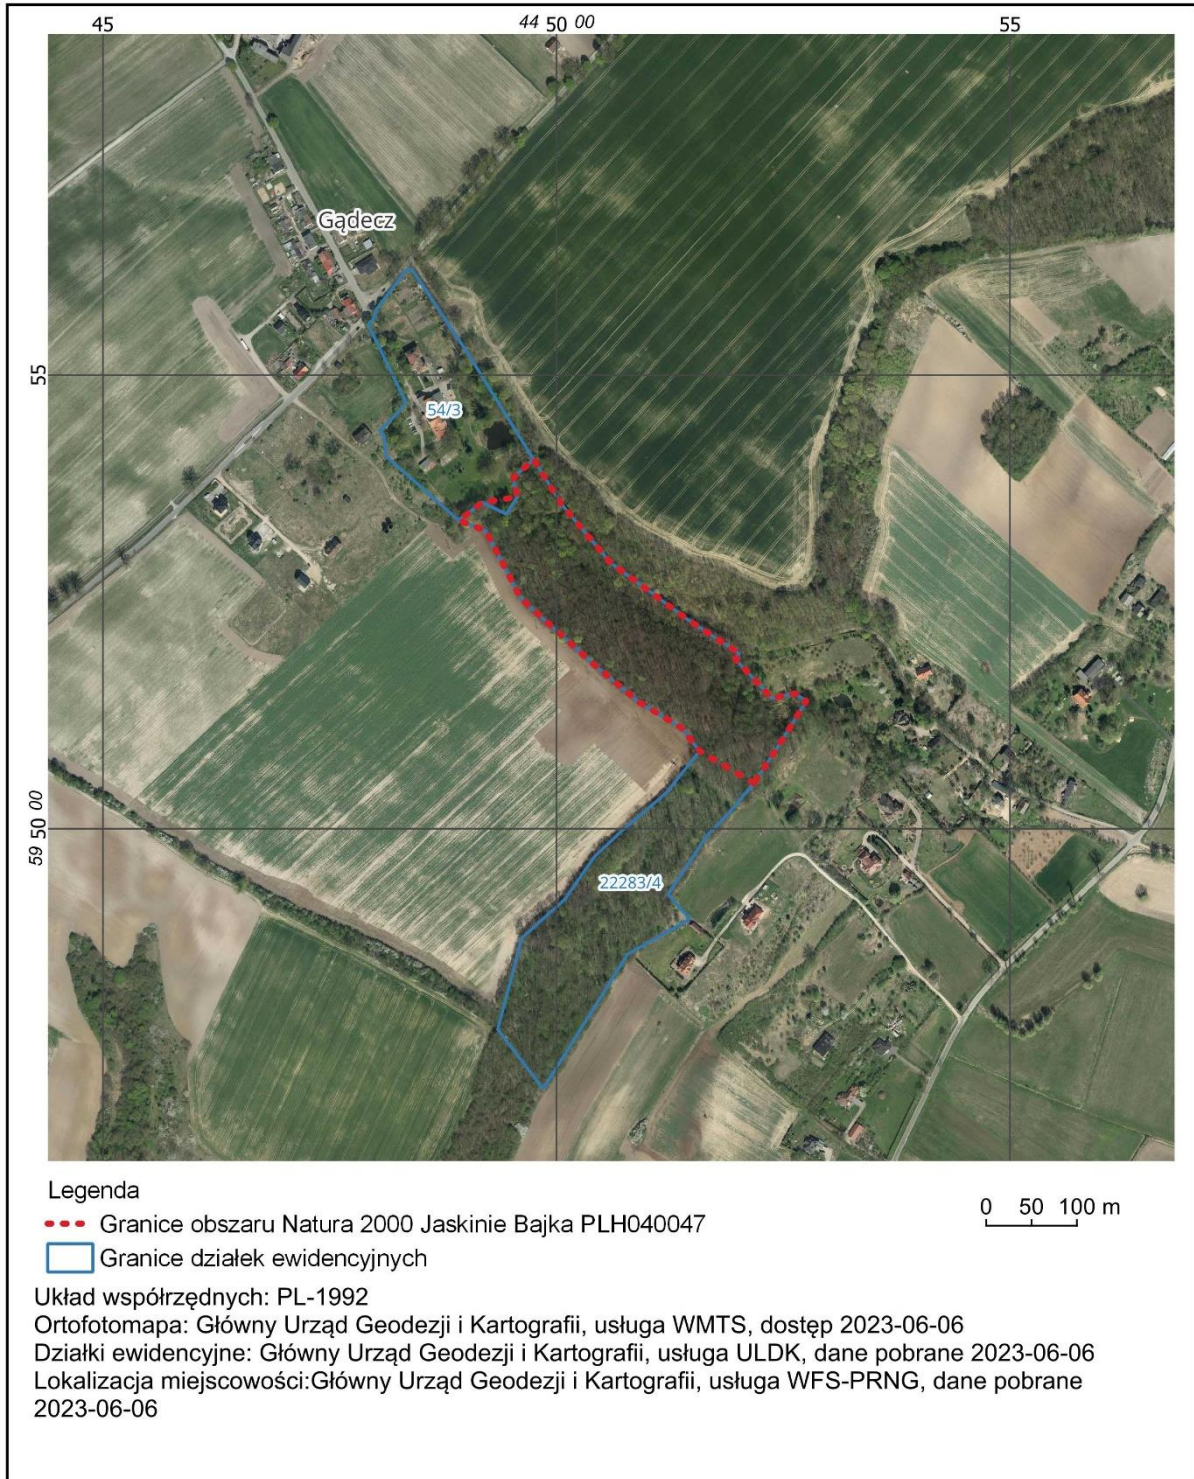 45 44 50 00 55
Gądecz
55
54/3
59 50 00
22283/4
Legenda
Granice obszaru Natura 2000 Jaskinie Bajka PLH040047
0 50 100 m
Granice działek ewidencyjnych
Układ współrzędnych: PL-1992
Ortofotomapa: Główny Urząd Geodezji i Kartografii, usługa WMTS, dostęp 2023-06-06
Działki ewidencyjne: Główny Urząd Geodezji i Kartografii, usługa ULDK, dane pobrane 2023-06-06
Lokalizacja miejscowości:Główny Urząd Geodezji i Kartografii, usługa WFS-PRNG, dane pobrane
2023-06-06